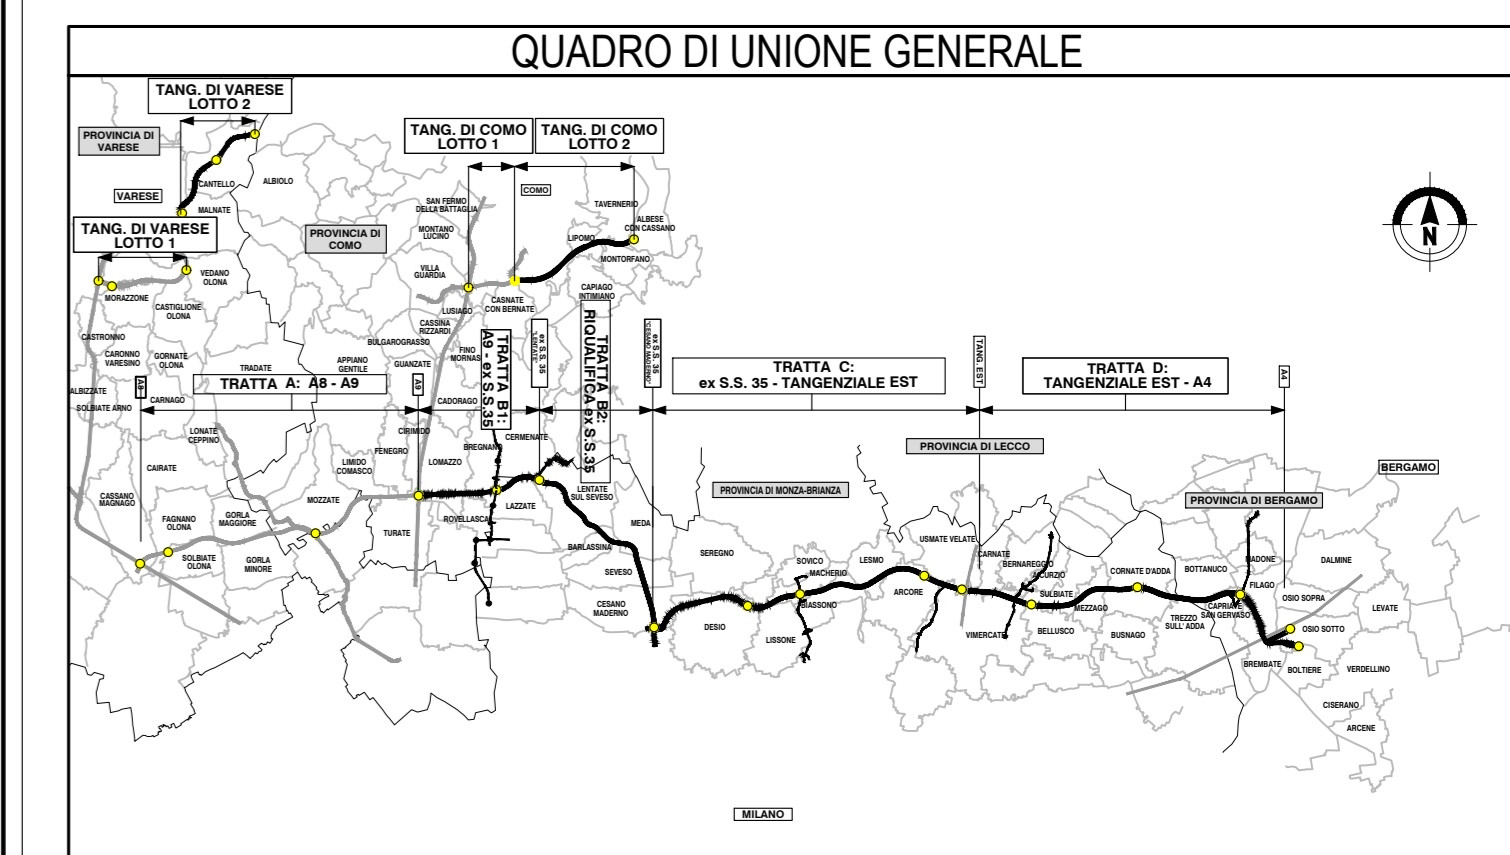 QUADRO DI UNIONE GENERALE
TANG. DI VARESE
LOTTO 2
PROVINCIA DI
VARESE
TANG. DI COMO
LOTTO 1
TANG. DI COMO
LOTTO 2
CANTELLO
ALBIOLO
VARESE
MALNATE
COMO
SAN FERMO
DELLA BATTAGLIA
TAVERNERIO
ALBESE
CON CASSANO
TANG. DI VARESE
LOTTO 1
PROVINCIA DI
COMO
MONTANO
LUCINO
LIPOMO
MONTORFANO
N
VILLA
GUARDIA
VEDANO
OLONA
MORAZZONE
CASTIGLIONE
OLONA
CASNATE
CON BERNATE
CAPIAGO
INTIMIANO
LUSIAGO
CASSINA
RIZZARDI
CASTRONNO
BULGAROGRASSO
CARONNO
VARESINO
GORNATE
OLONA
TRADATE
APPIANO
GENTILE
GUANZATE
FINO
MORNAS
TRATTA B1:
A9 - ex S.S.35
ex S.S. 35
"LENTATE"
TRATTA B2:
RIQUALIFICA ex S.S.35
ex S.S. 35
"CESANO MADERNO"
TRATTA C:
ex S.S. 35 - TANGENZIALE EST
TANG. EST
TRATTA D:
TANGENZIALE EST - A4
A4
ALBIZZATE
A8
TRATTA A: A8 - A9
A9
SOLBIATE ARNO
CARNAGO
CADORAGO
LONATE
CEPPINO
CIRIMIDO
CERMENATE
FENEGRO
BREGNANO
PROVINCIA DI LECCO
CAIRATE
LIMIDO
COMASCO
LOMAZZO
BERGAMO
CASSANO
MAGNAGO
MOZZATE
LENTATE
SUL SEVESO
PROVINCIA DI MONZA-BRIANZA
PROVINCIA DI BERGAMO
FAGNANO
OLONA
GORLA
MAGGIORE
ROVELLASCA
LAZZATE
MEDA
TURATE
SOLBIATE
OLONA
GORLA
MINORE
BARLASSINA
SEREGNO
USMATE VELATE
CARNATE
SEVESO
SOVICO
MACHERIO
LESMO
BERNAREGGIO
CORNATE D'ADDA
BOTTANUCO
MADONE
DALMINE
CESANO
MADERNO
BIASSONO
ARCORE
SULBIATE
MEZZAGO
FILAGO
CAPRIATE
SAN GERVASO
OSIO SOPRA
LEVATE
DESIO
LISSONE
VIMERCATE
BELLUSCO
BUSNAGO
TREZZO
SULL' ADDA
OSIO SOTTO
BREMBATE
BOLTIERE
VERDELLINO
CISERANO
ARCENE
MILANO